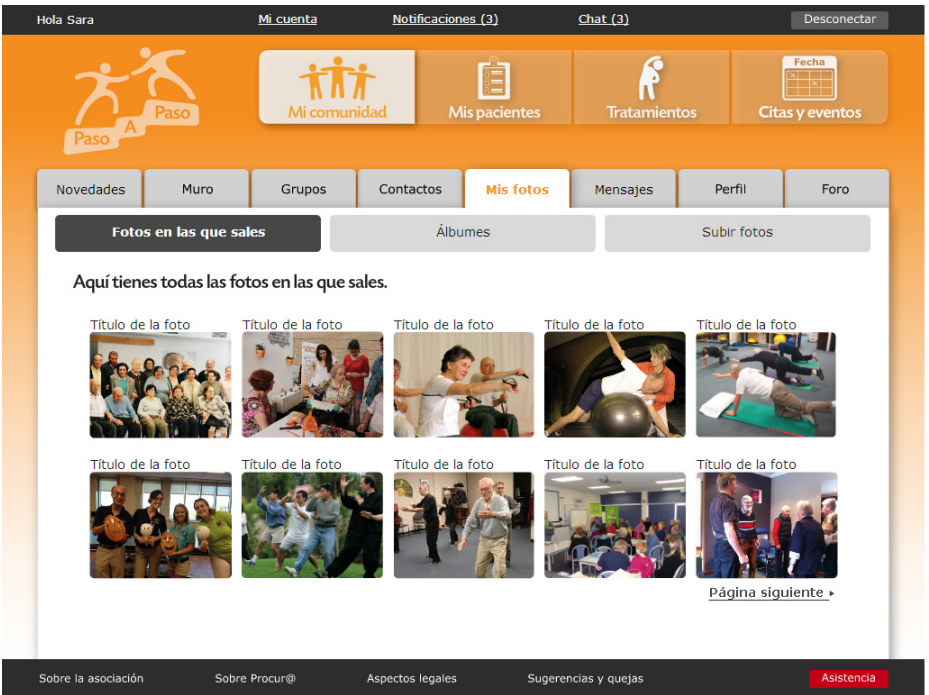 Hola Sara
Mi cuenta
Notificaciones (3)
Chat (3)
Desconectar
Paso A Paso
Mi comunidad
Mis pacientes
Tratamientos
Fecha
Citas y eventos
Novedades
Muro
Grupos
Contactos
Mis fotos
Mensajes
Perfil
Foro
Fotos en las que sales
Álbumes
Subir fotos
Aquí tienes todas las fotos en las que sales.
Título de la foto
Título de la foto
Título de la foto
Título de la foto
Título de la foto
Título de la foto
Título de la foto
Título de la foto
Título de la foto
Título de la foto
Página siguiente
Sobre la asociación
Sobre Procur@
Aspectos legales
Sugerencias y quejas
Asistencia